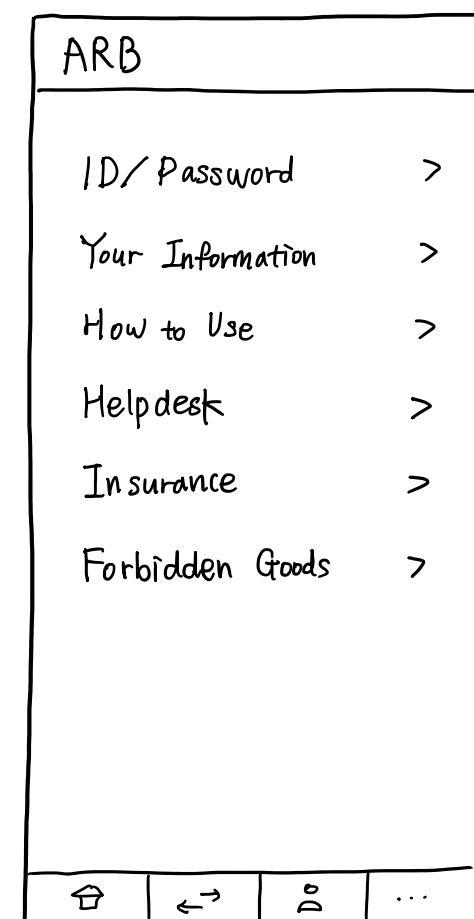 ARB
ID/Password >
Your Information >
How to Use >
Helpdesk >
Insurance >
Forbidden Goods >
...